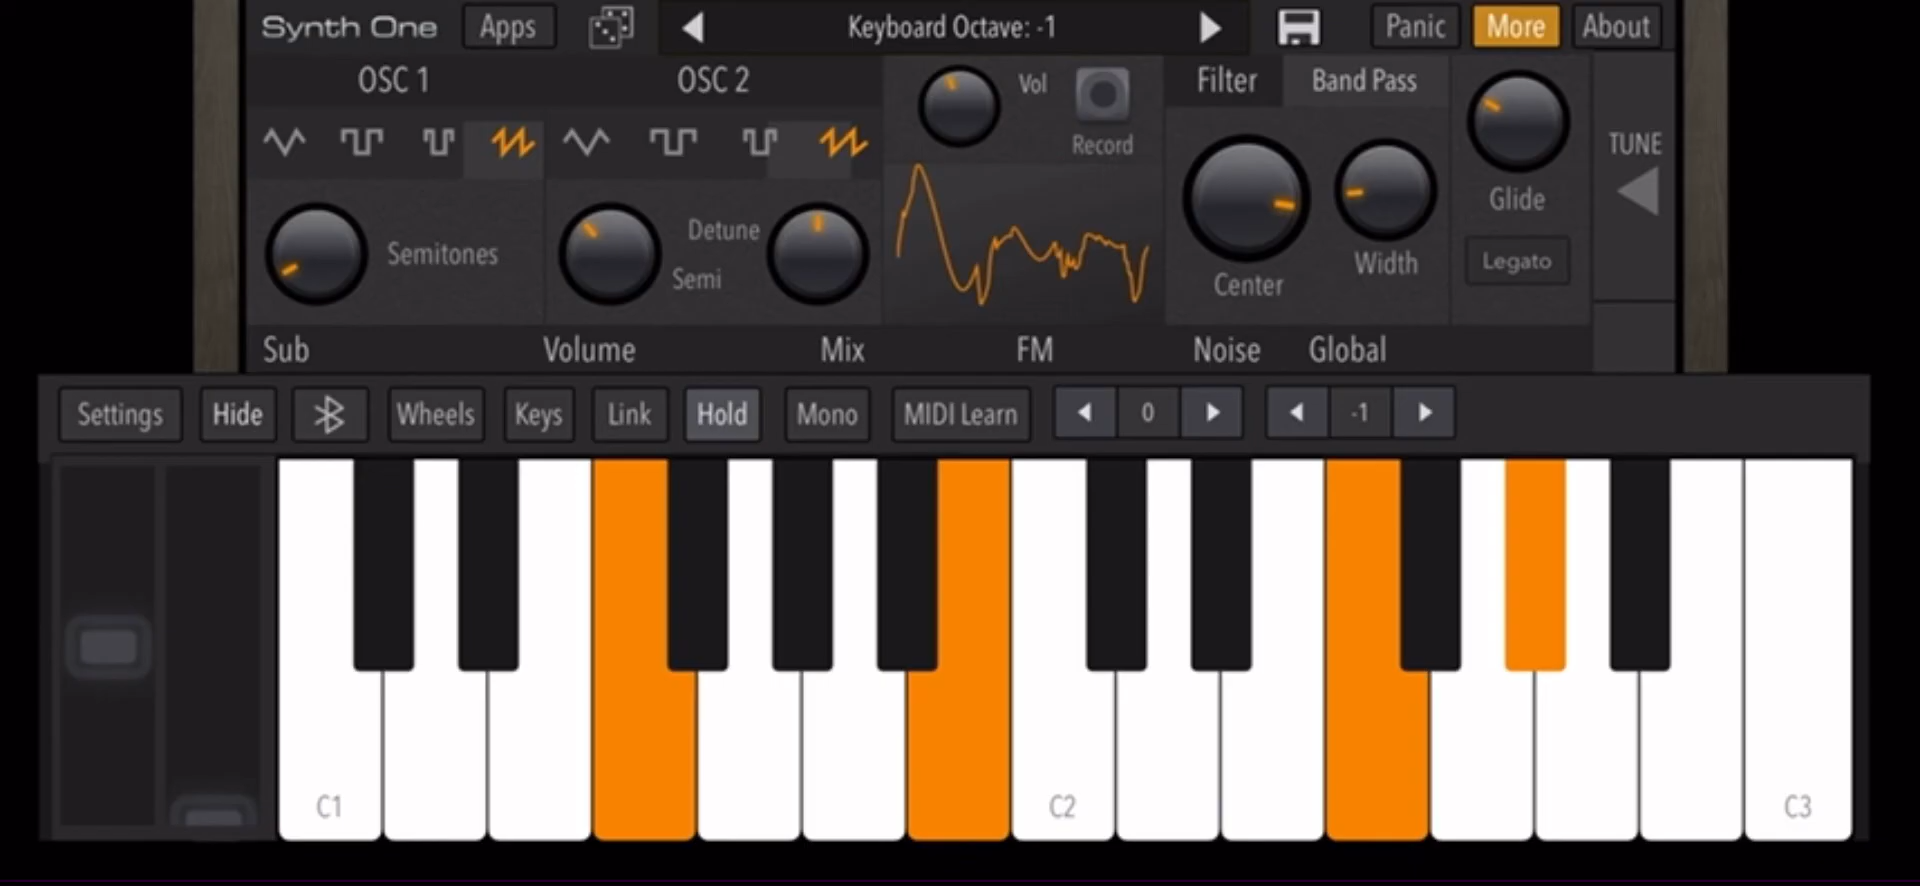 Synth One Apps Keyboard Octave: -1 Panic More About
OSC 1 OSC 2 Vol Filter Band Pass
Record TUNE
Glide
Semitones Detune Legato
Semi Width
Center
Sub Volume Mix FM Noise Global
Settings Hide Wheels Keys Link Hold Mono MIDI Learn 0 -1
C1 C2 C3